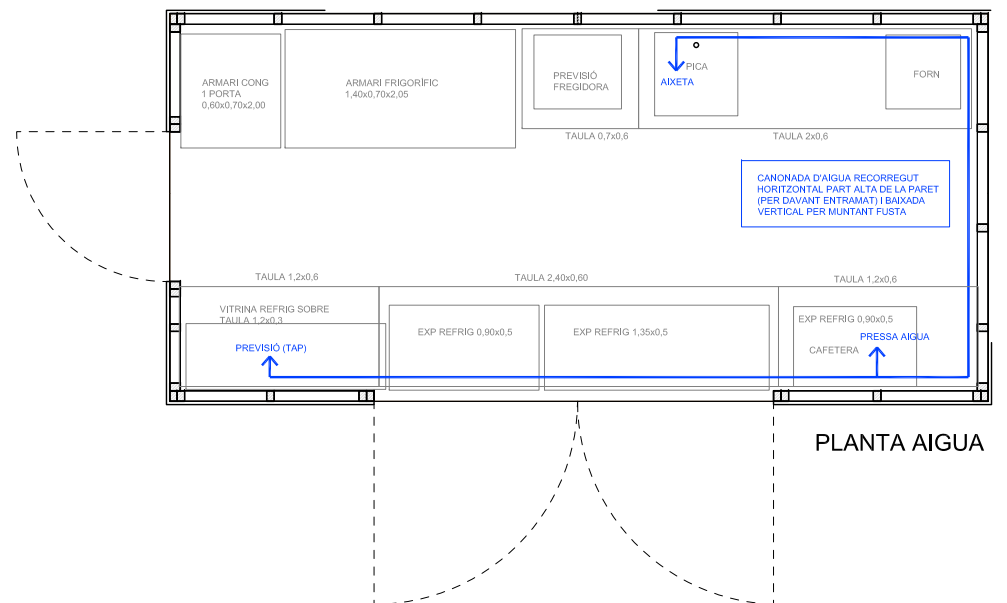 ARMARI CONG
1 PORTA
0,60x0,70x2,00
ARMARI FRIGORÍFIC
1,40x0,70x2,05
PREVISIÓ
FREGIDORA
PICA
AIXETA
FORN
TAULA 0,7x0,6
TAULA 2x0,6
CANONADA D'AIGUA RECORREGUT
HORITZONTAL PART ALTA DE LA PARET
(PER DAVANT ENTRAMAT) I BAIXADA
VERTICAL PER MUNTANT FUSTA
TAULA 1,2x0,6
TAULA 2,40x0,60
TAULA 1,2x0,6
VITRINA REFRIG SOBRE
TAULA 1,2x0,3
PREVISIÓ (TAP)
EXP REFRIG 0,90x0,5
EXP REFRIG 1,35x0,5
EXP REFRIG 0,90x0,5
PRESSA AIGUA
CAFETERA
PLANTA AIGUA